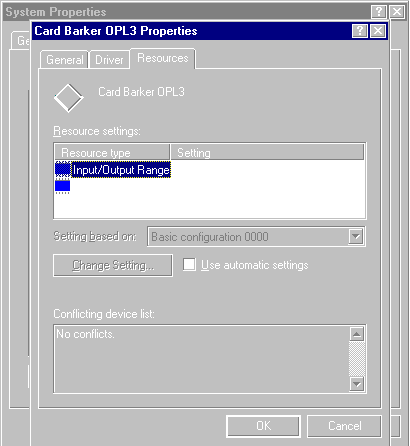 System Properties
Card Barker OPL3 Properties
Ge
General Driver Resources
Card Barker OPL3
Resource settings:
Resource type Setting
Input/Output Range
Setting based on: Basic configuration 0000
Change Setting... Use automatic settings
Conflicting device list:
No conflicts.
OK Cancel